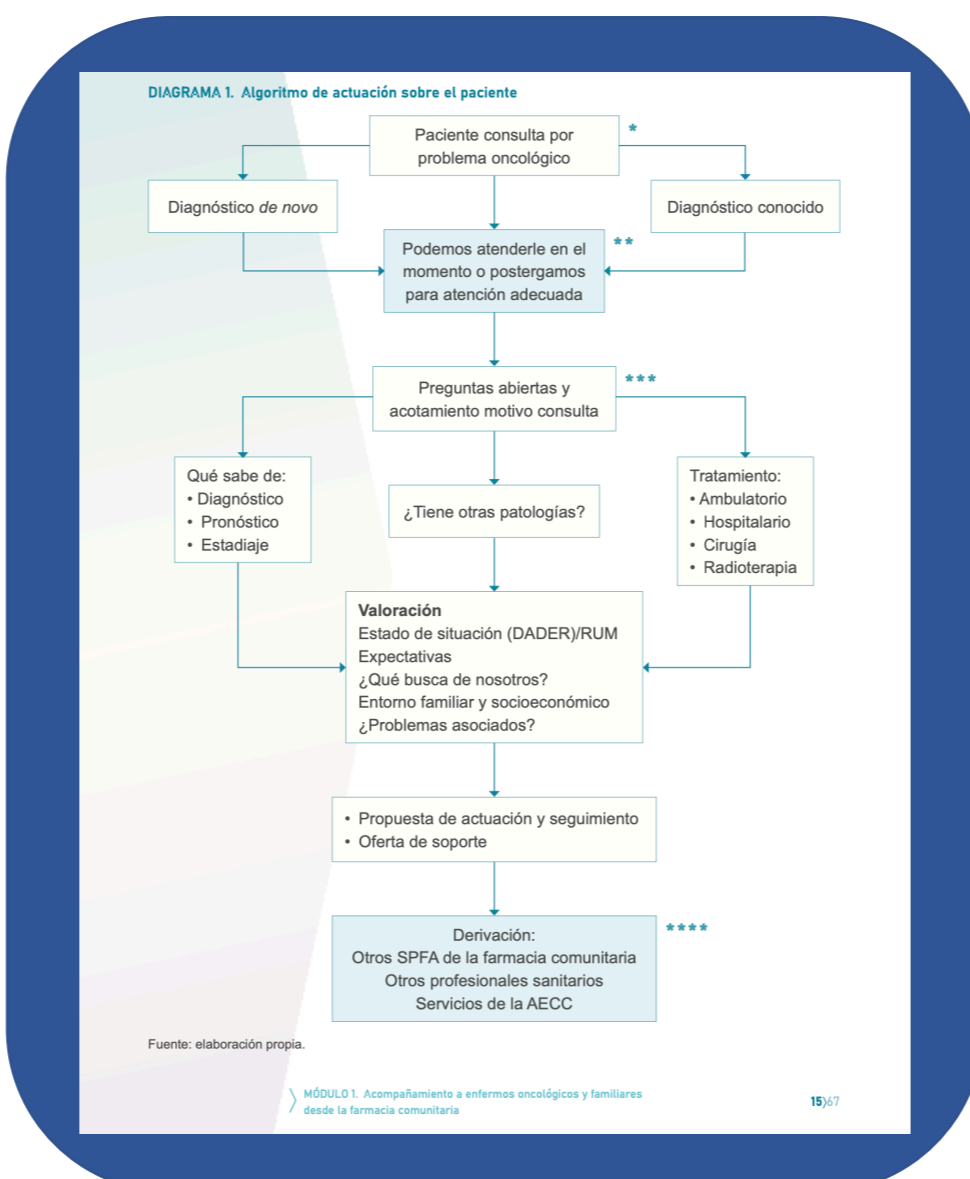 DIAGRAMA 1. Algoritmo de actuación sobre el paciente
Paciente consulta por
problema oncológico
*
Diagnóstico de novo
Diagnóstico conocido
Podemos atenderle en el
momento o postergamos
para atención adecuada
**
Preguntas abiertas y
acotamiento motivo consulta
***
Qué sabe de:
• Diagnóstico
• Pronóstico
• Estadiaje
¿Tiene otras patologías?
Tratamiento:
• Ambulatorio
• Hospitalario
• Cirugía
• Radioterapia
Valoración
Estado de situación (DADER)/RUM
Expectativas
¿Qué busca de nosotros?
Entorno familiar y socioeconómico
¿Problemas asociados?
• Propuesta de actuación y seguimiento
• Oferta de soporte
Derivación:
Otros SPFA de la farmacia comunitaria
Otros profesionales sanitarios
Servicios de la AECC
****
Fuente: elaboración propia.
MÓDULO 1. Acompañamiento a enfermos oncológicos y familiares
desde la farmacia comunitaria
15⟩67